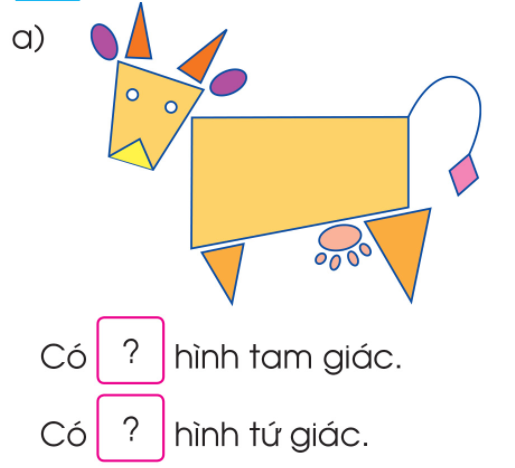 a)
Có ? hình tam giác.
Có ? hình tứ giác.